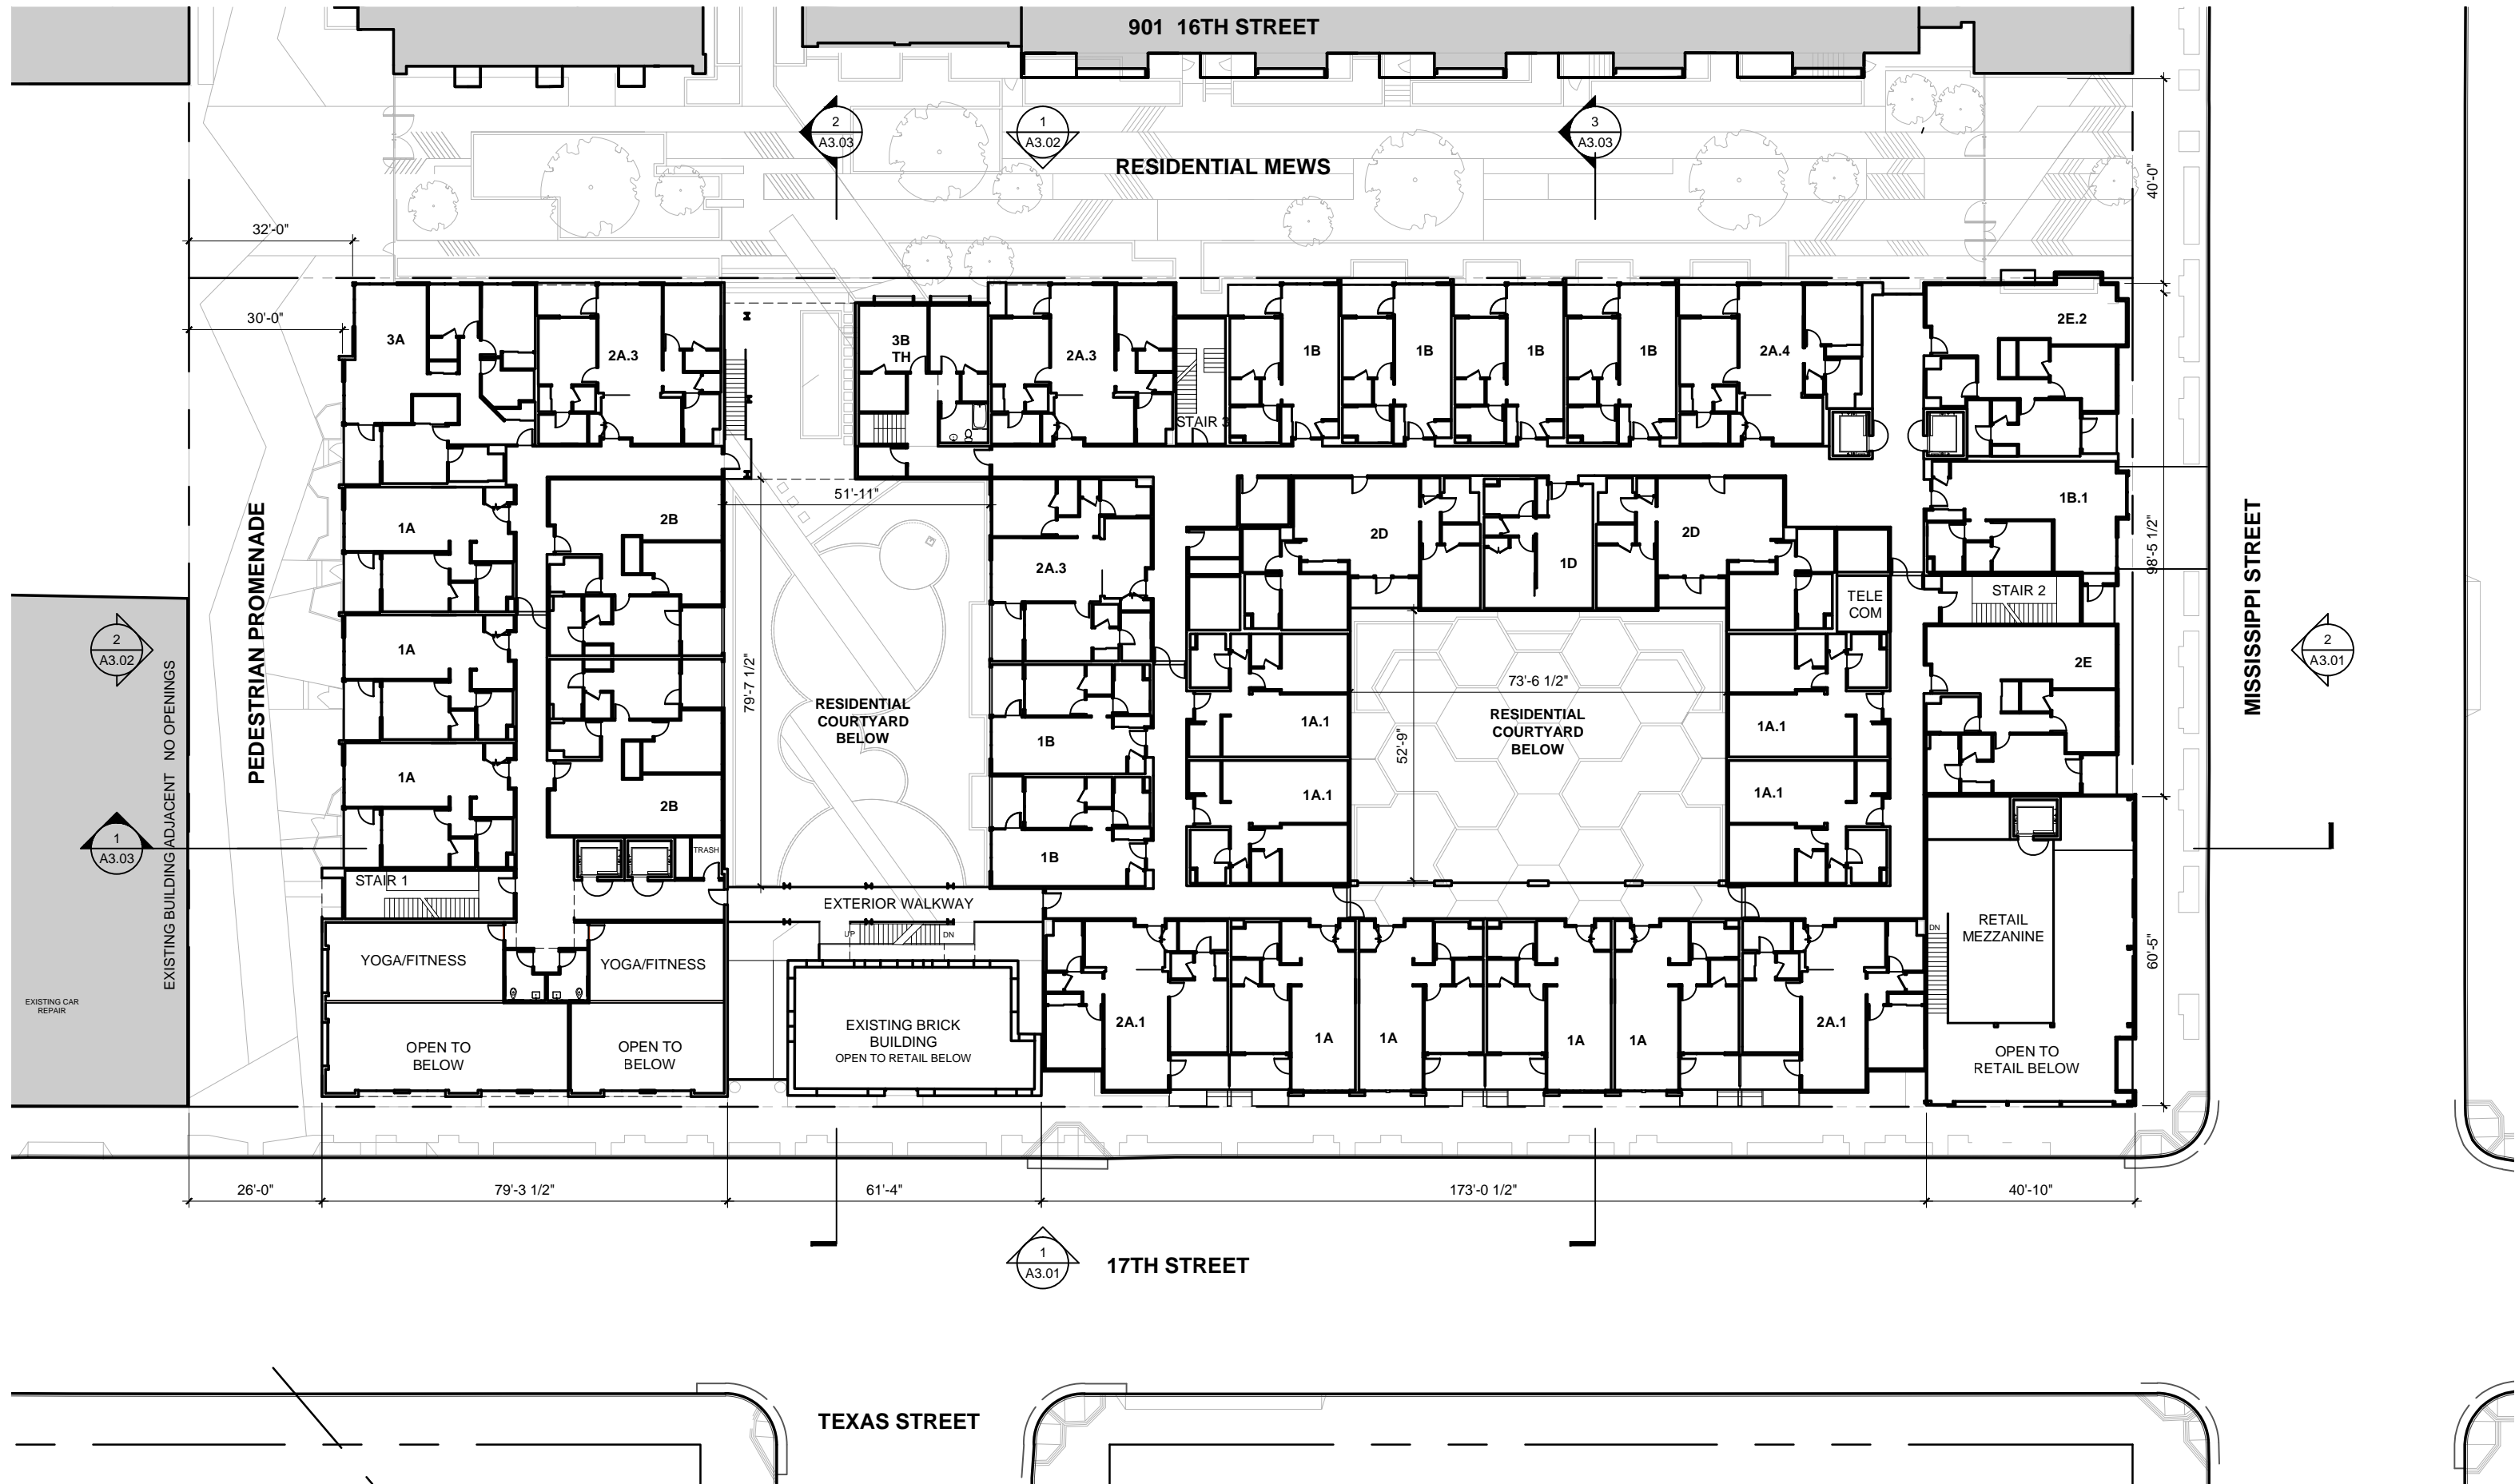 901 16TH STREET
2
A3.03
1
A3.02
3
A3.03
RESIDENTIAL MEWS
40'-0"
32'-0"
30'-0"
3A
2A.3
3B
TH
2A.3
STAIR 3
1B
1B
1B
1B
2A.4
2E.2
PEDESTRIAN PROMENADE
1A
2B
51'-11"
2A.3
2D
1D
2D
1B.1
98'-5 1/2"
MISSISSIPPI STREET
TELE
COM
STAIR 2
2
A3.02
EXISTING BUILDING ADJACENT NO OPENINGS
1A
79'-7 1/2"
RESIDENTIAL
COURTYARD
BELOW
1B
1A.1
73'-6 1/2"
RESIDENTIAL
COURTYARD
BELOW
52'-9"
1A.1
2E
2
A3.01
1A
2B
1B
1A.1
1A.1
1
A3.03
TRASH
STAIR 1
EXTERIOR WALKWAY
UP
DN
YOGA/FITNESS
YOGA/FITNESS
DN
RETAIL
MEZZANINE
60'-5"
EXISTING CAR
REPAIR
OPEN TO
BELOW
OPEN TO
BELOW
EXISTING BRICK
BUILDING
OPEN TO RETAIL BELOW
2A.1
1A
1A
1A
1A
2A.1
OPEN TO
RETAIL BELOW
26'-0"
79'-3 1/2"
61'-4"
173'-0 1/2"
40'-10"
1
A3.01
17TH STREET
TEXAS STREET